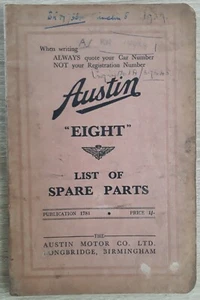 When writing
ALWAYS quote your Car Number
NOT your Registration Number
Austin
"EIGHT"
LIST OF
SPARE PARTS
PUBLICATION 1784 • PRICE 1/-
THE
AUSTIN MOTOR CO. LTD.
LONGBRIDGE, BIRMINGHAM